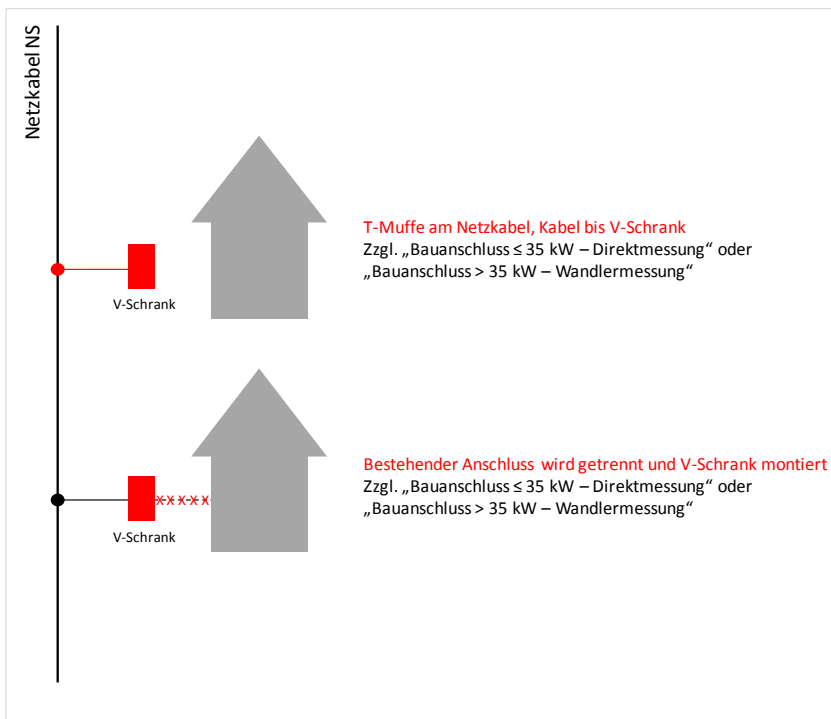 Netzkabel NS
T-Muffe am Netzkabel, Kabel bis V-Schrank
Zzgl. „Bauanschluss ≤ 35 kW – Direktmessung“ oder
„Bauanschluss > 35 kW – Wandlermessung“
V-Schrank
Bestehender Anschluss wird getrennt und V-Schrank montiert
Zzgl. „Bauanschluss ≤ 35 kW – Direktmessung“ oder
„Bauanschluss > 35 kW – Wandlermessung“
x x x x x
V-Schrank